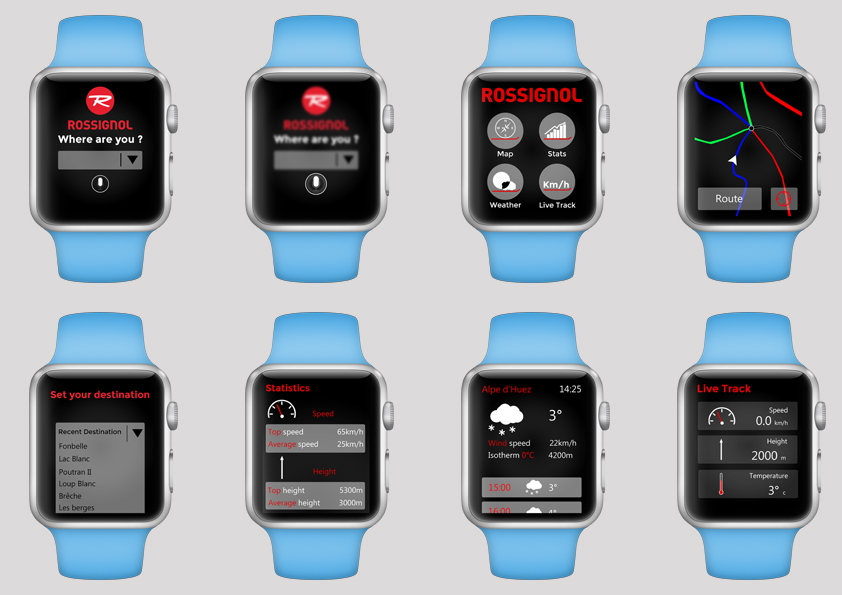 ROSSIGNOL
Where are you ?
ROSSIGNOL
Where are you ?
ROSSIGNOL
Map
Stats
Km/h
Weather
Live Track
Route
Set your destination
Recent Destination
Fonbelle
Lac Blanc
Poutran II
Loup Blanc
Brêche
Les berges
Statistics
Speed
Top speed 65km/h
Average speed 25km/h
Height
Top height 5300m
Average height 3000m
Alpe d'Huez 14:25
3°
Wind speed 22km/h
Isotherm 0°C 4200m
15:00 3°
16:00 4°
Live Track
Speed
0.0 km/h
Height
2000 m
Temperature
3° c